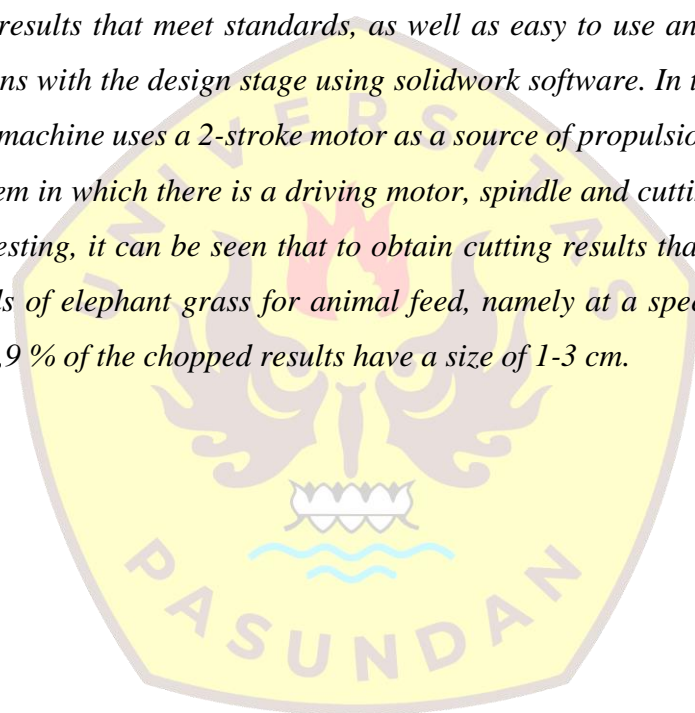 results that meet standards, as well as easy to use an
ns with the design stage using solidwork software. In t
machine uses a 2-stroke motor as a source of propulsio
em in which there is a driving motor, spindle and cutti
esting, it can be seen that to obtain cutting results tha
ls of elephant grass for animal feed, namely at a spe
,9 % of the chopped results have a size of 1-3 cm.
UNIVERSITAS
PASUNDAN